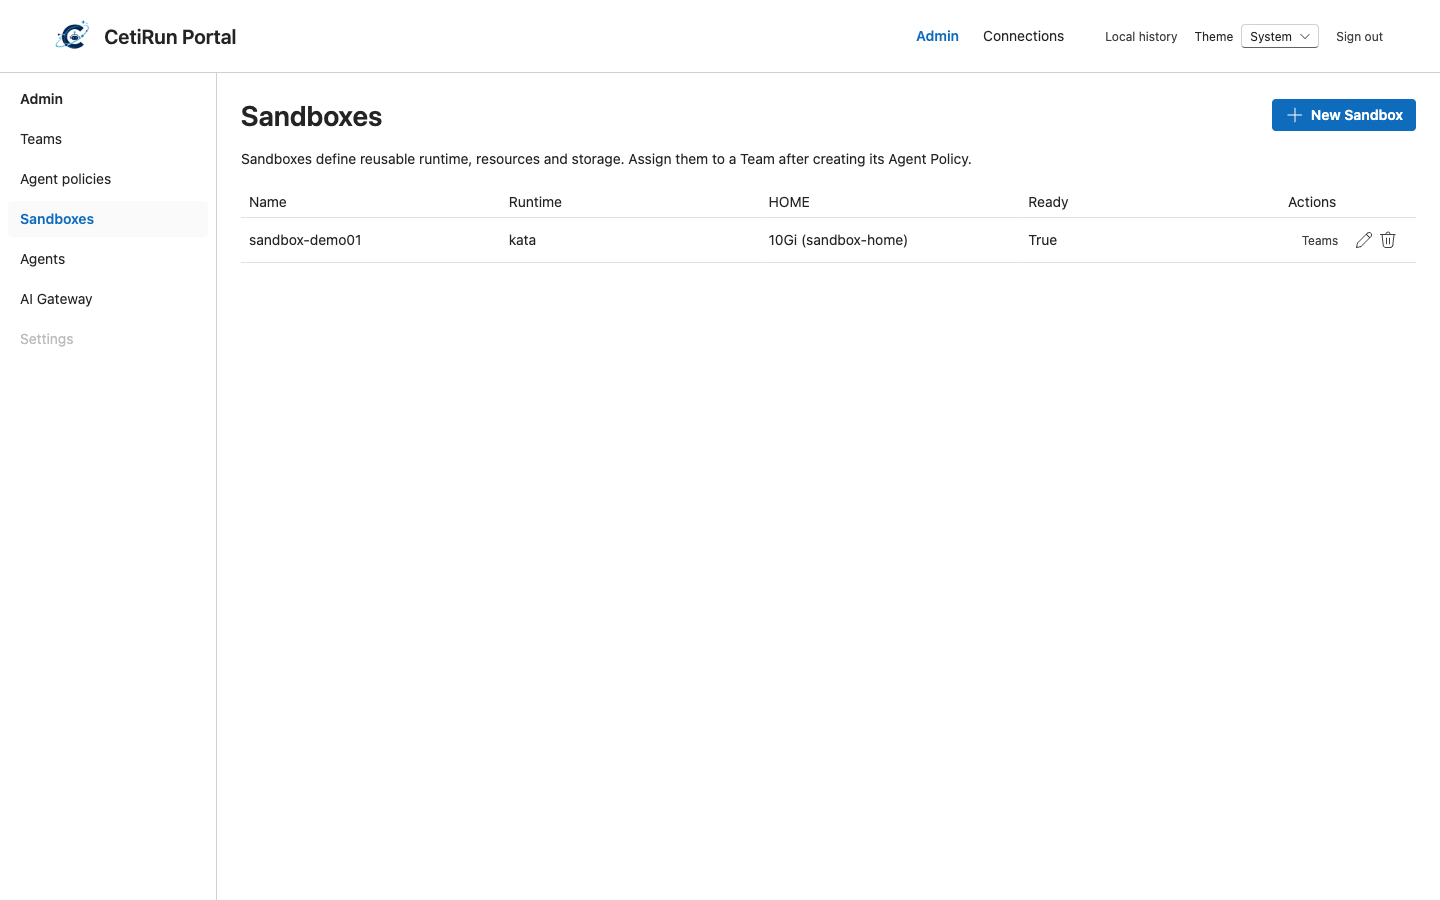 CetiRun Portal
Admin Connections Local history Theme System Sign out
Admin
Teams
Agent policies
Sandboxes
Agents
AI Gateway
Settings
Sandboxes
New Sandbox
Sandboxes define reusable runtime, resources and storage. Assign them to a Team after creating its Agent Policy.
Name Runtime HOME Ready Actions
sandbox-demo01 kata 10Gi (sandbox-home) True Teams